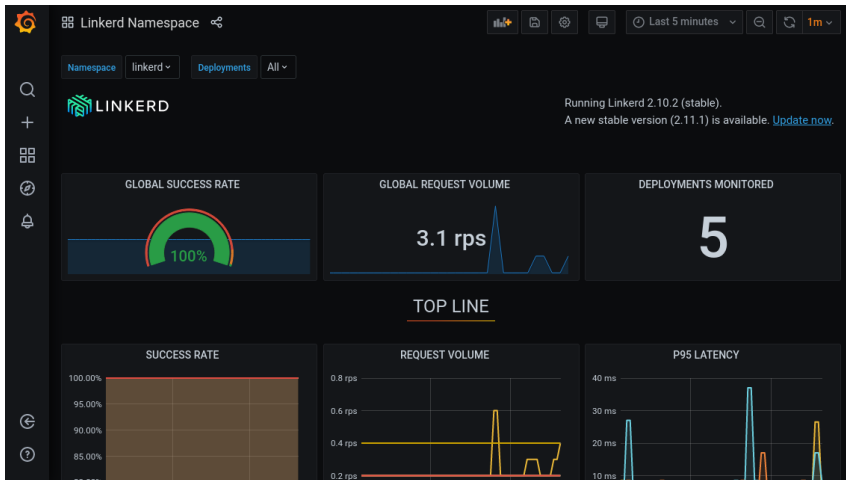 Linkerd Namespace
Last 5 minutes
1m
Namespace
linkerd
Deployments
All
LINKERD
Running Linkerd 2.10.2 (stable).
A new stable version (2.11.1) is available. Update now.
GLOBAL SUCCESS RATE
100%
GLOBAL REQUEST VOLUME
3.1 rps
DEPLOYMENTS MONITORED
5
TOP LINE
SUCCESS RATE
100.00%
95.00%
90.00%
85.00%
REQUEST VOLUME
0.8 rps
0.6 rps
0.4 rps
0.2 rps
P95 LATENCY
40 ms
30 ms
20 ms
10 ms